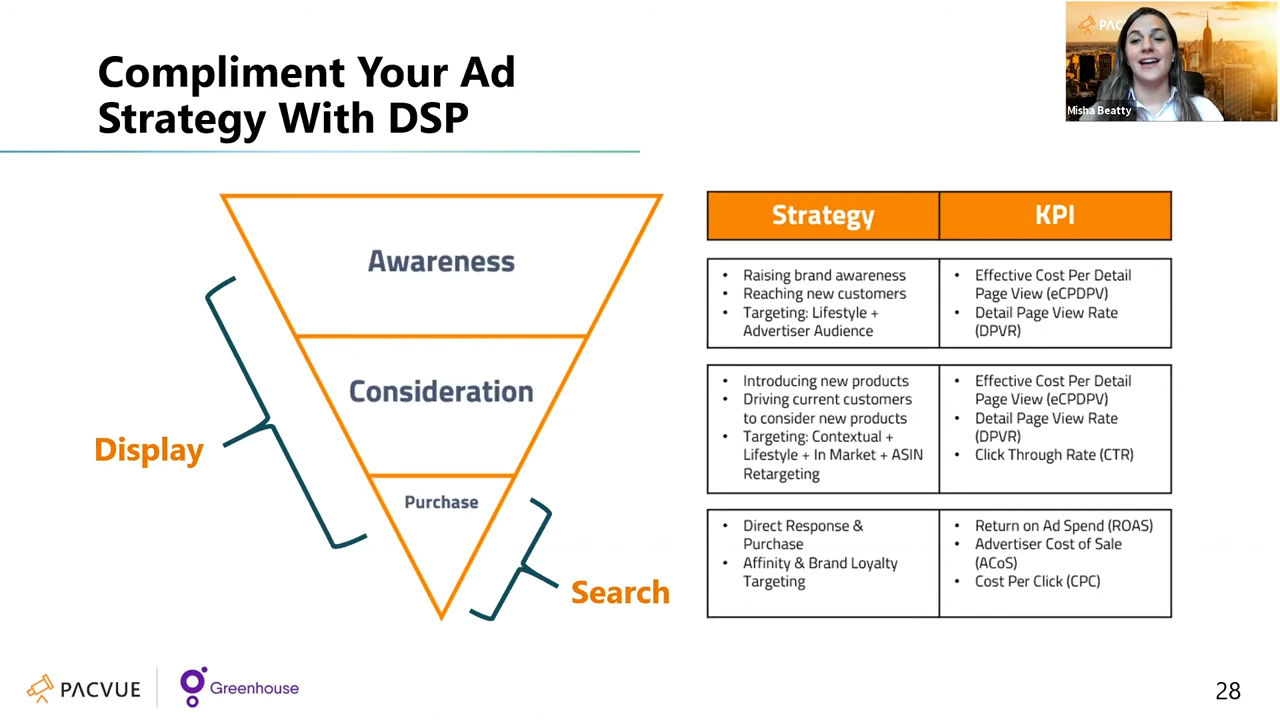 Compliment Your Ad
Strategy With DSP
PAC
Misha Beatty
Awareness
Consideration
Purchase
Display
Search
Strategy
KPI
• Raising brand awareness
• Reaching new customers
• Targeting: Lifestyle +
Advertiser Audience
• Effective Cost Per Detail
Page View (eCPDPV)
• Detail Page View Rate
(DPVR)
• Introducing new products
• Driving current customers
to consider new products
• Targeting: Contextual +
Lifestyle + In Market + ASIN
Retargeting
• Effective Cost Per Detail
Page View (eCPDPV)
• Detail Page View Rate
(DPVR)
• Click Through Rate (CTR)
• Direct Response &
Purchase
• Affinity & Brand Loyalty
Targeting
• Return on Ad Spend (ROAS)
• Advertiser Cost of Sale
(ACoS)
• Cost Per Click (CPC)
PACVUE
Greenhouse
28